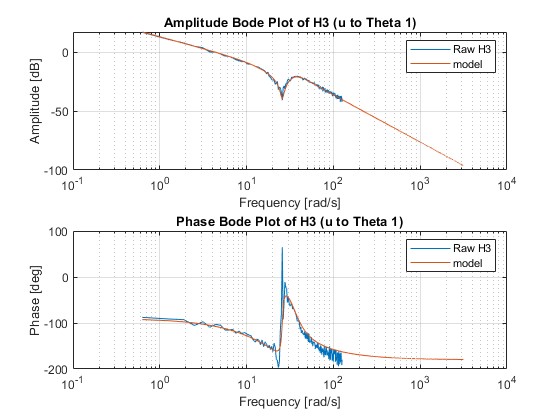 Amplitude Bode Plot of H3 (u to Theta 1)
Raw H3
model
Amplitude [dB]
0
-50
-100
10^-1 10^0 10^1 10^2 10^3 10^4
Frequency [rad/s]
Phase Bode Plot of H3 (u to Theta 1)
Raw H3
model
Phase [deg]
100
0
-100
-200
10^-1 10^0 10^1 10^2 10^3 10^4
Frequency [rad/s]